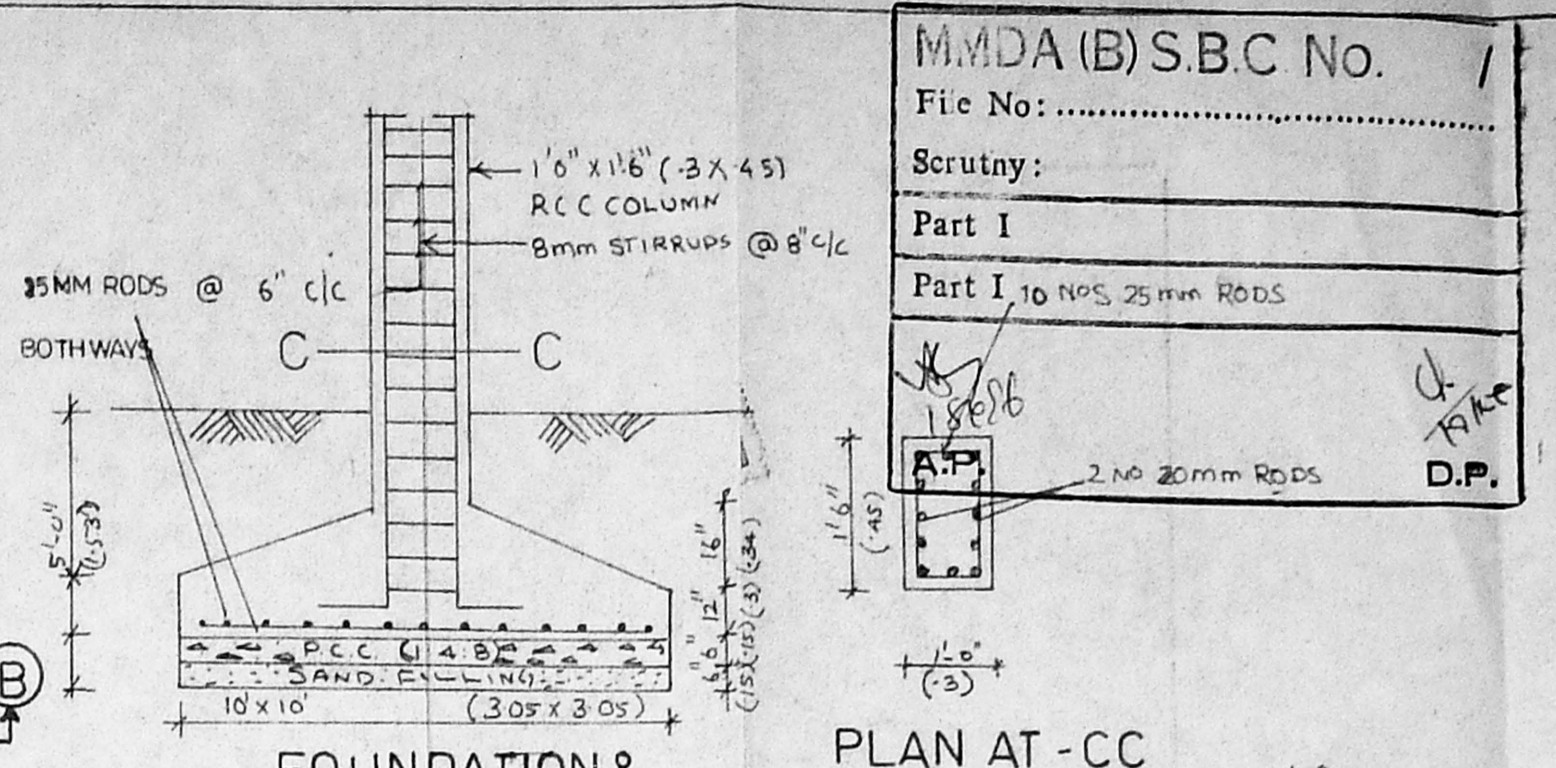 MMDA (B) S.B.C No. 1
File No:
Scrutny:
Part I
Part I
A.P.
D.P.
1'0" X 1'6" (.3 X .45)
RCC COLUMN
8mm STIRRUPS @ 8" c/c
25MM RODS @ 6" c/c
BOTHWAYS
C C
10 NOS 25mm RODS
2 NO 20mm RODS
5'-0"
(1.53)
16" (.34)
12" (.3)
6" (.15)
6" (.15)
P.C.C. (1:4:8)
SAND FILLING
10' X 10' (3.05 X 3.05)
B
1'6"
(.45)
1'-0"
(.3)
FOUNDATION &
PLAN AT - CC